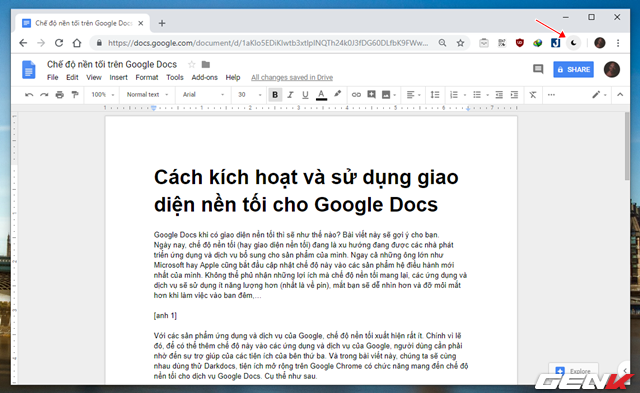 Chế độ nền tối trên Google Docs
https://docs.google.com/document/d/
Chế độ nền tối trên Google Docs
File Edit View Insert Format Tools Add-ons Help All changes saved in Drive
SHARE
100% Normal text Arial 30 B I U A
Cách kích hoạt và sử dụng giao
diện nền tối cho Google Docs
Google Docs khi có giao diện nền tối thì sẽ như thế nào? Bài viết này sẽ gợi ý cho bạn.
Ngày nay, chế độ nền tối (hay giao diện nền tối) đang là xu hướng đang được các nhà phát
triển ứng dụng và dịch vụ bổ sung cho sản phẩm của mình. Ngay cả những ông lớn như
Microsoft hay Apple cũng bắt đầu cập nhật chế độ này vào các sản phẩm hệ điều hành mới
nhất của mình. Không thể phủ nhận những lợi ích mà chế độ nền tối mang lại, các ứng dụng và
dịch vụ sẽ sử dụng ít năng lượng hơn (nhất là về pin), mắt bạn sẽ dễ nhìn hơn và đỡ mỏi mắt
hơn khi làm việc vào ban đêm,...
[anh 1]
Với các sản phẩm ứng dụng và dịch vụ của Google, chế độ nền tối xuất hiện rất ít. Chính vì lẽ
đó, để có thể thêm chế độ này vào các ứng dụng và dịch vụ của Google, người dùng cần phải
nhờ đến sự trợ giúp của các tiện ích của bên thứ ba. Và trong bài viết này, chúng ta sẽ cùng
nhau dùng thử Darkdocs, tiện ích mở rộng trên Google Chrome có chức năng mang đến chế độ
nền tối cho dịch vụ Google Docs. Cụ thể như sau.
Explore
GENK